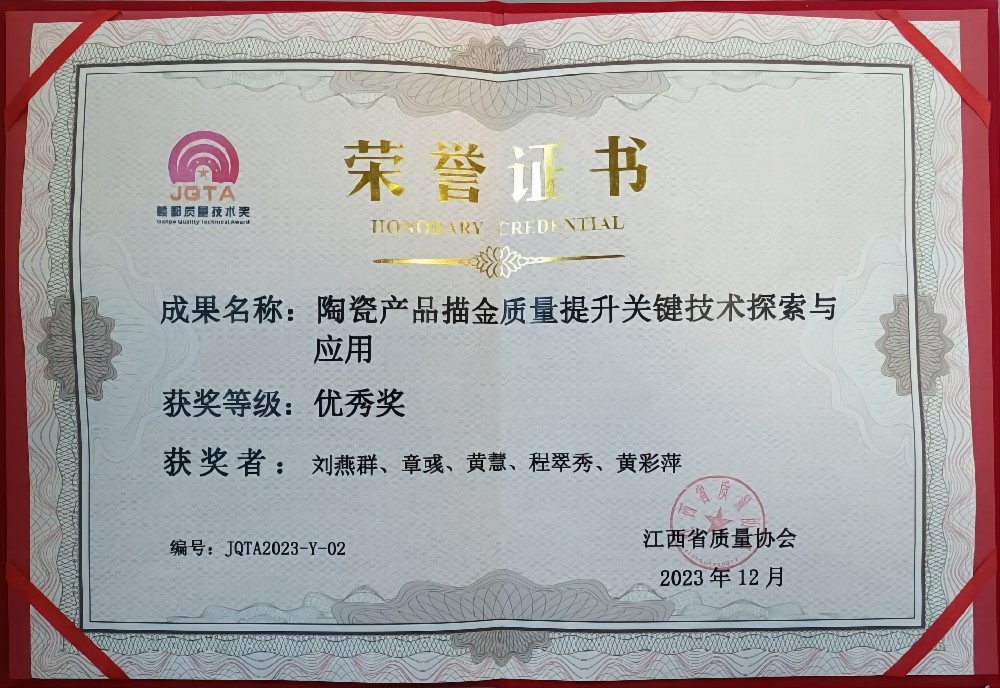 荣誉证书
HONORARY CREDENTIAL
JQTA
质量技术奖
成果名称：陶瓷产品描金质量提升关键技术探索与
应用
获奖等级：优秀奖
获奖者：刘燕群、章彧、黄慧、程翠秀、黄彩萍
编号：JQTA2023-Y-02
江西省质量协会
2023年12月